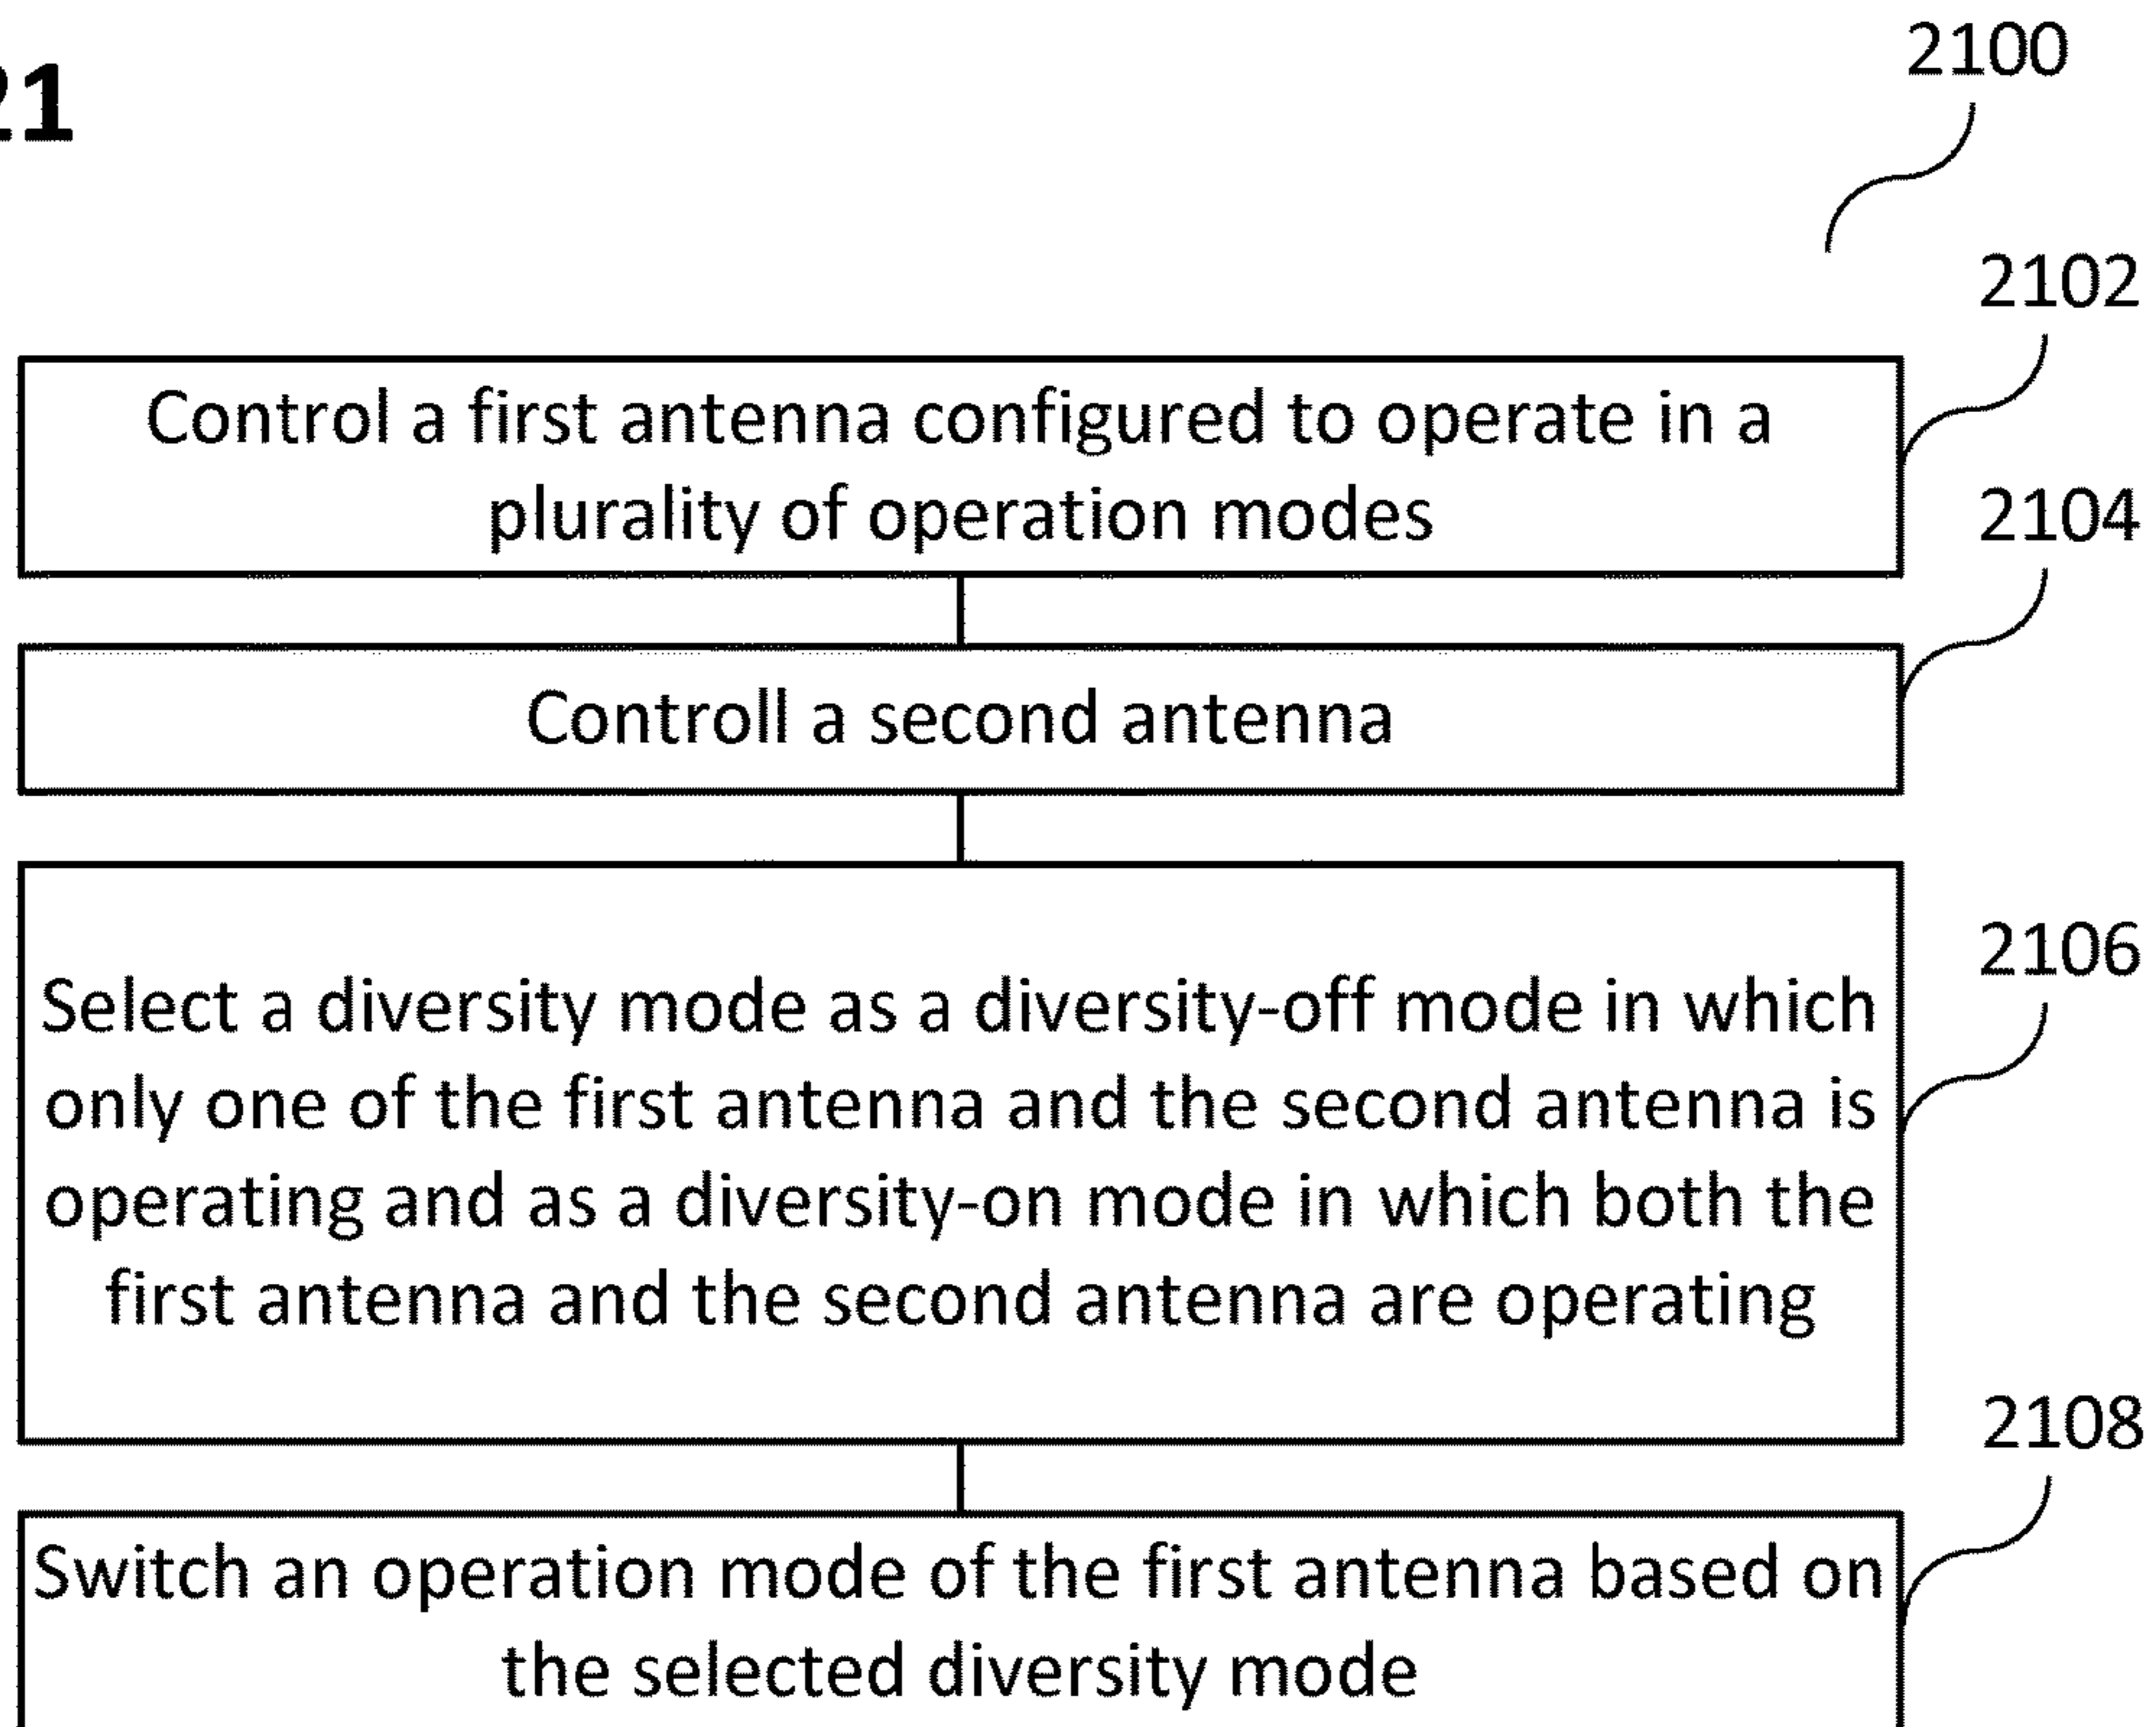 21
2100
2102
Control a first antenna configured to operate in a
plurality of operation modes
2104
Controll a second antenna
2106
Select a diversity mode as a diversity-off mode in which
only one of the first antenna and the second antenna is
operating and as a diversity-on mode in which both the
first antenna and the second antenna are operating
2108
Switch an operation mode of the first antenna based on
the selected diversity mode